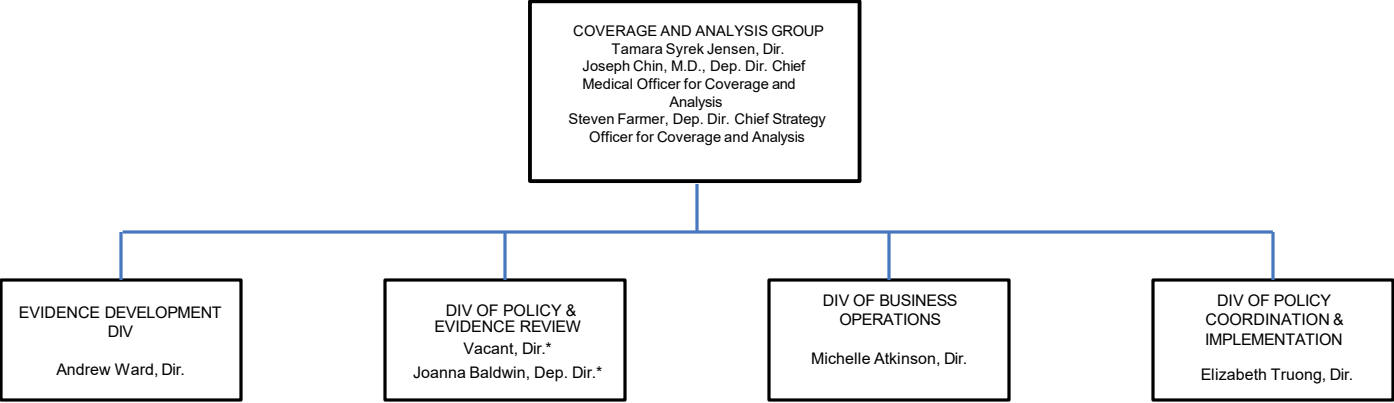 COVERAGE AND ANALYSIS GROUP
Tamara Syrek Jensen, Dir.
Joseph Chin, M.D., Dep. Dir. Chief
Medical Officer for Coverage and
Analysis
Steven Farmer, Dep. Dir. Chief Strategy
Officer for Coverage and Analysis
EVIDENCE DEVELOPMENT
DIV
Andrew Ward, Dir.
DIV OF POLICY &
EVIDENCE REVIEW
Vacant, Dir.*
Joanna Baldwin, Dep. Dir.*
DIV OF BUSINESS
OPERATIONS
Michelle Atkinson, Dir.
DIV OF POLICY
COORDINATION &
IMPLEMENTATION
Elizabeth Truong, Dir.